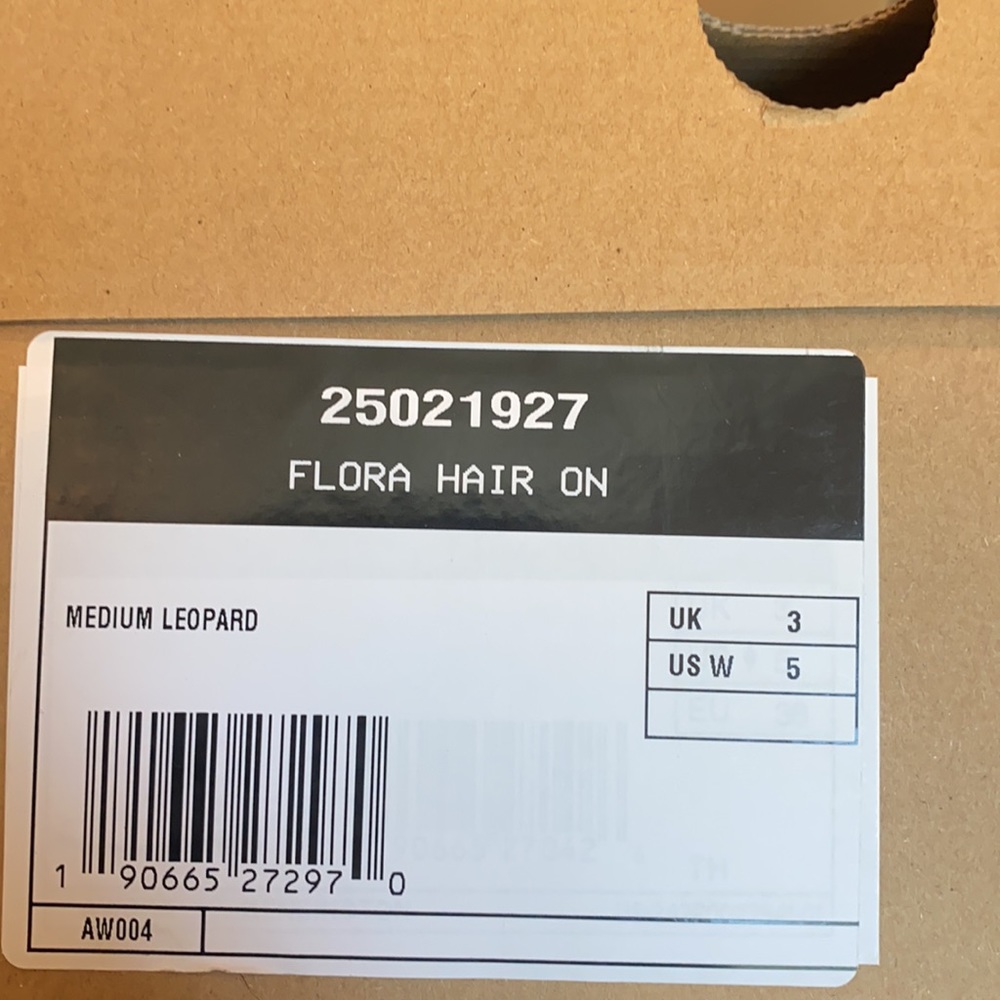 25021927
FLORA HAIR ON
MEDIUM LEOPARD
UK 3
US W 5
1 90665 27297 0
AW004